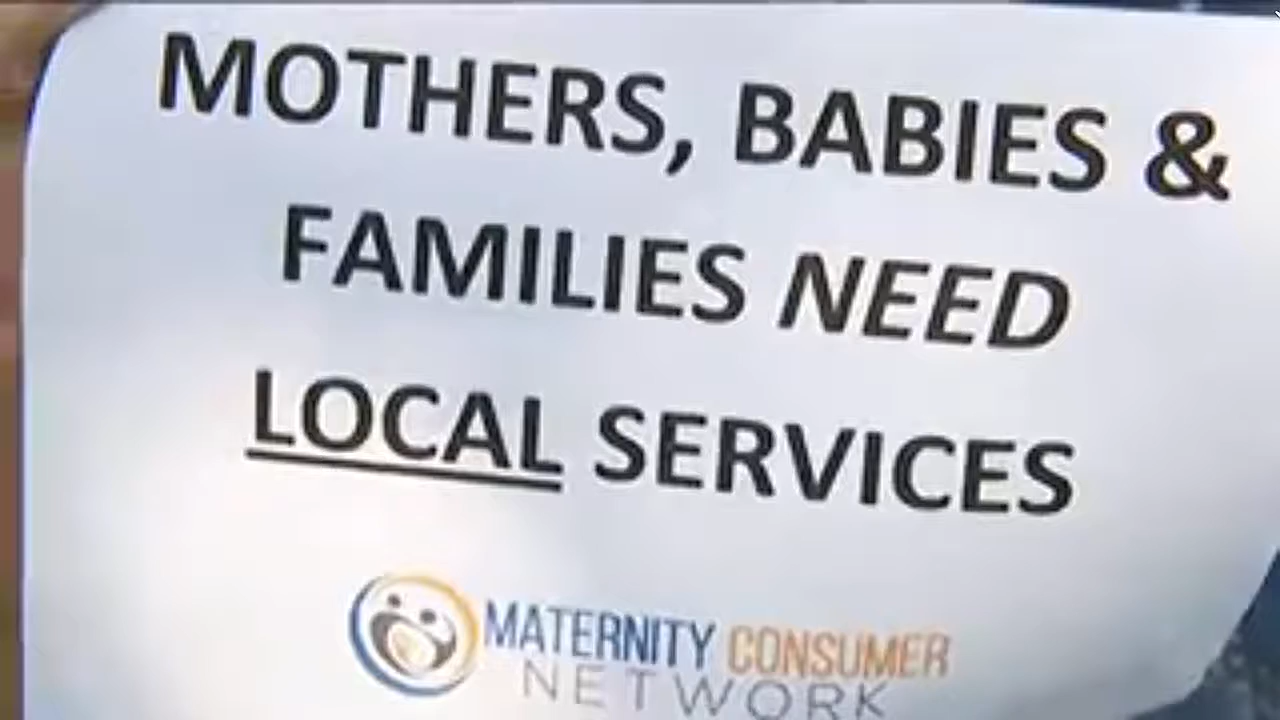 MOTHERS, BABIES &
FAMILIES NEED
LOCAL SERVICES
MATERNITY CONSUMER
NETWORK